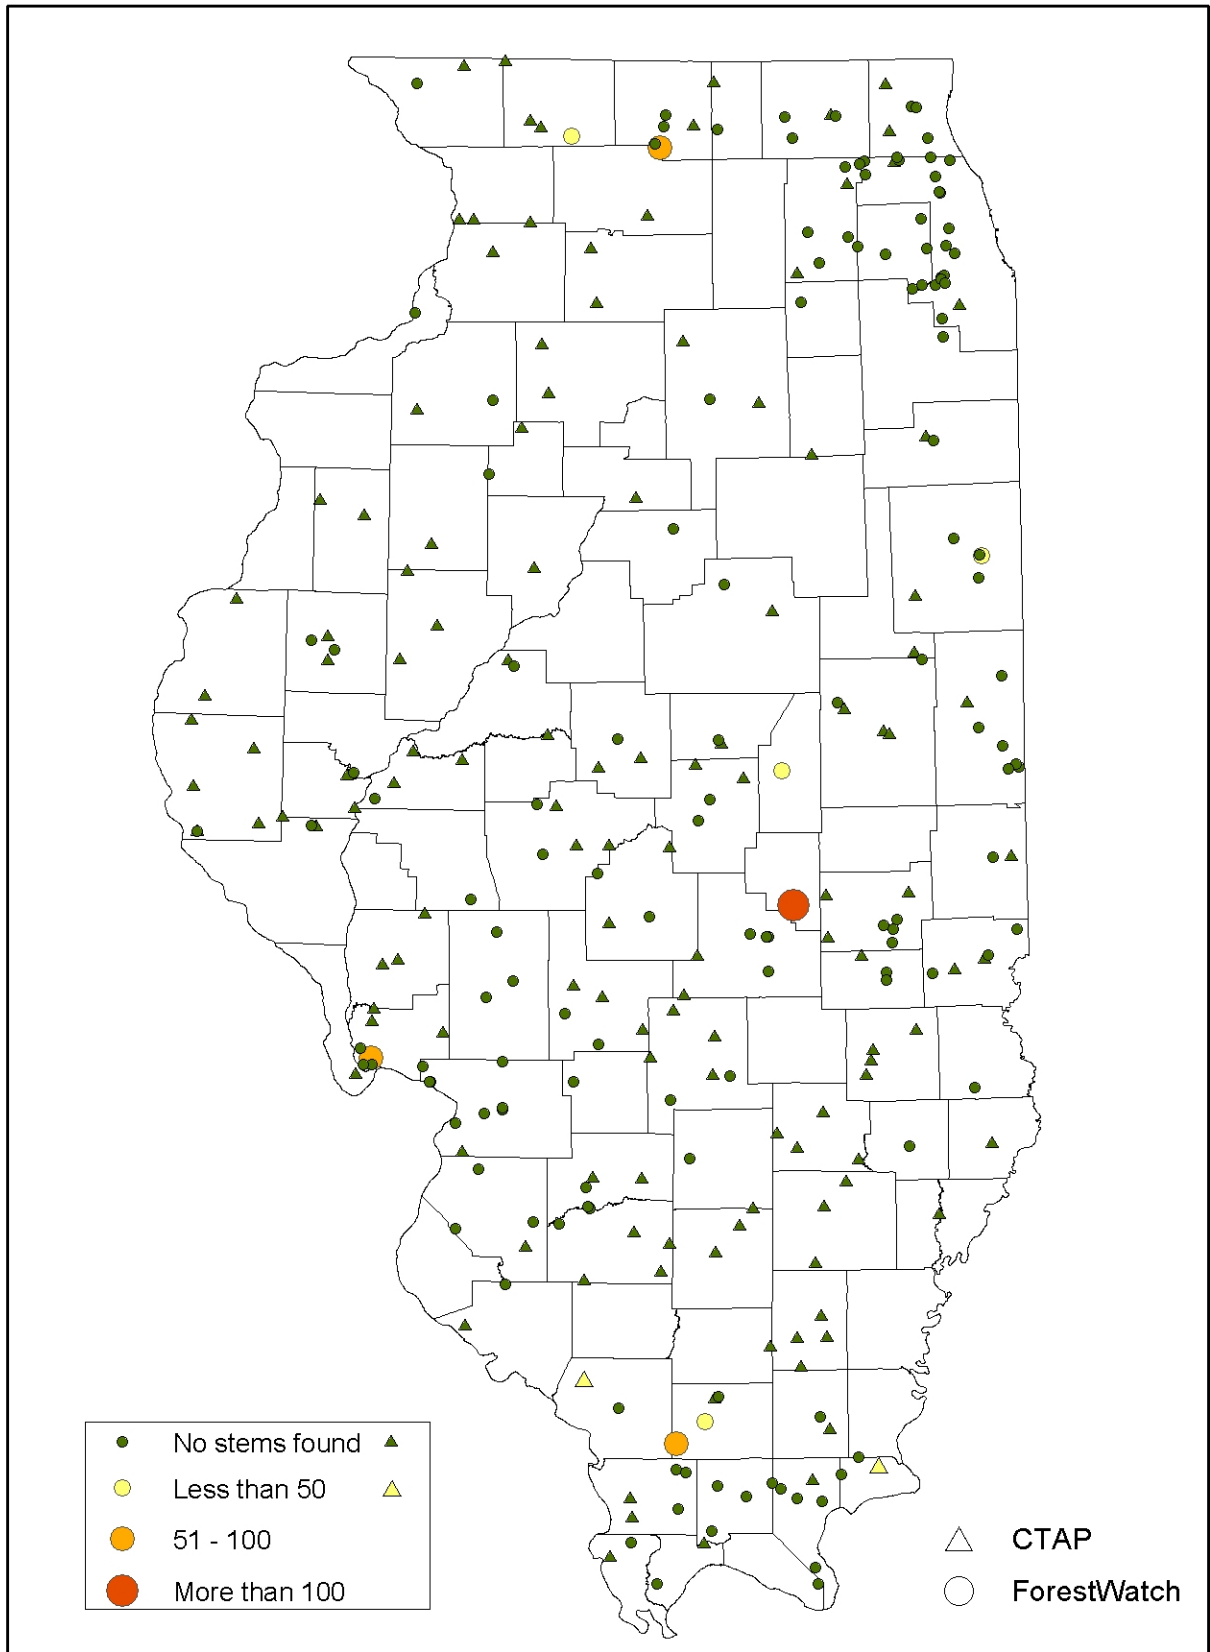 No stems found
Less than 50
51 - 100
More than 100
CTAP
ForestWatch